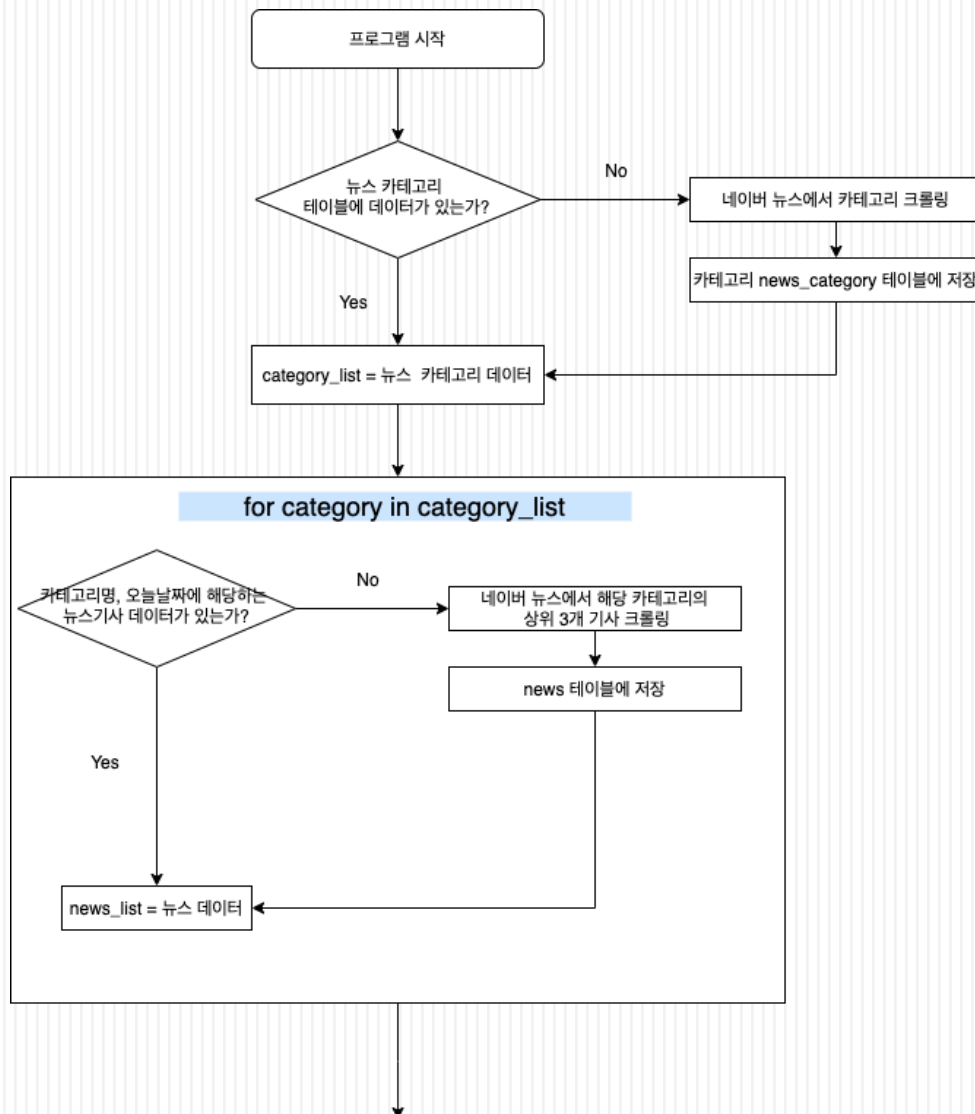 프로그램 시작
뉴스 카테고리
테이블에 데이터가 있는가?
No
네이버 뉴스에서 카테고리 크롤링
카테고리 news_category 테이블에 저장
Yes
category_list = 뉴스 카테고리 데이터
for category in category_list
카테고리명, 오늘날짜에 해당하는
뉴스기사 데이터가 있는가?
No
네이버 뉴스에서 해당 카테고리의
상위 3개 기사 크롤링
news 테이블에 저장
Yes
news_list = 뉴스 데이터